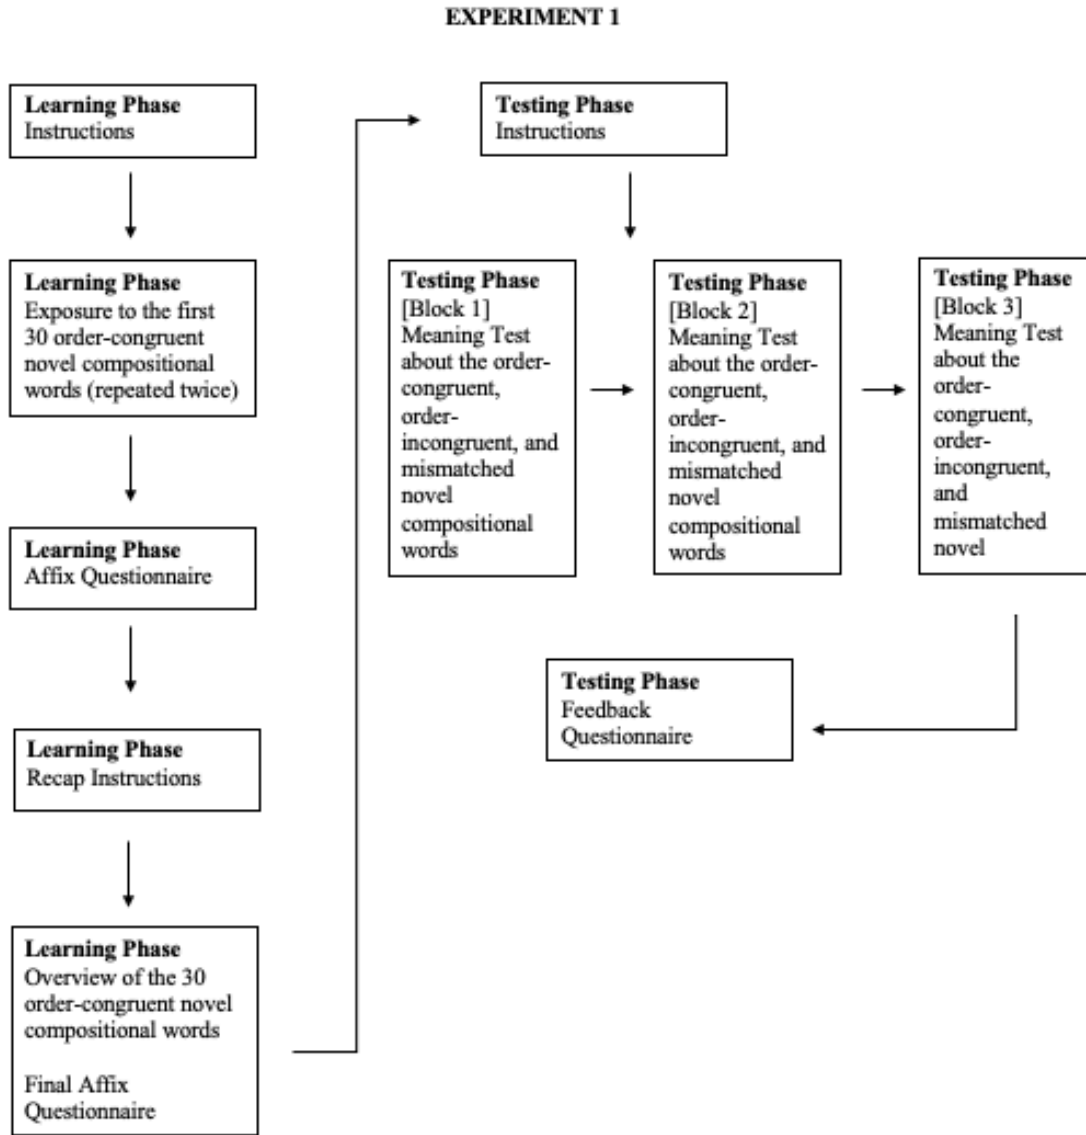 EXPERIMENT 1
Learning Phase
Instructions
Learning Phase
Exposure to the first
30 order-congruent
novel compositional
words (repeated twice)
Learning Phase
Affix Questionnaire
Learning Phase
Recap Instructions
Learning Phase
Overview of the 30
order-congruent novel
compositional words
Final Affix
Questionnaire
Testing Phase
Instructions
Testing Phase
[Block 1]
Meaning Test
about the order-
congruent,
order-
incongruent, and
mismatched
novel
compositional
words
Testing Phase
[Block 2]
Meaning Test
about the order-
congruent,
order-
incongruent, and
mismatched
novel
compositional
words
Testing Phase
[Block 3]
Meaning Test
about the
order-
congruent,
order-
incongruent,
and
mismatched
novel
Testing Phase
Feedback
Questionnaire